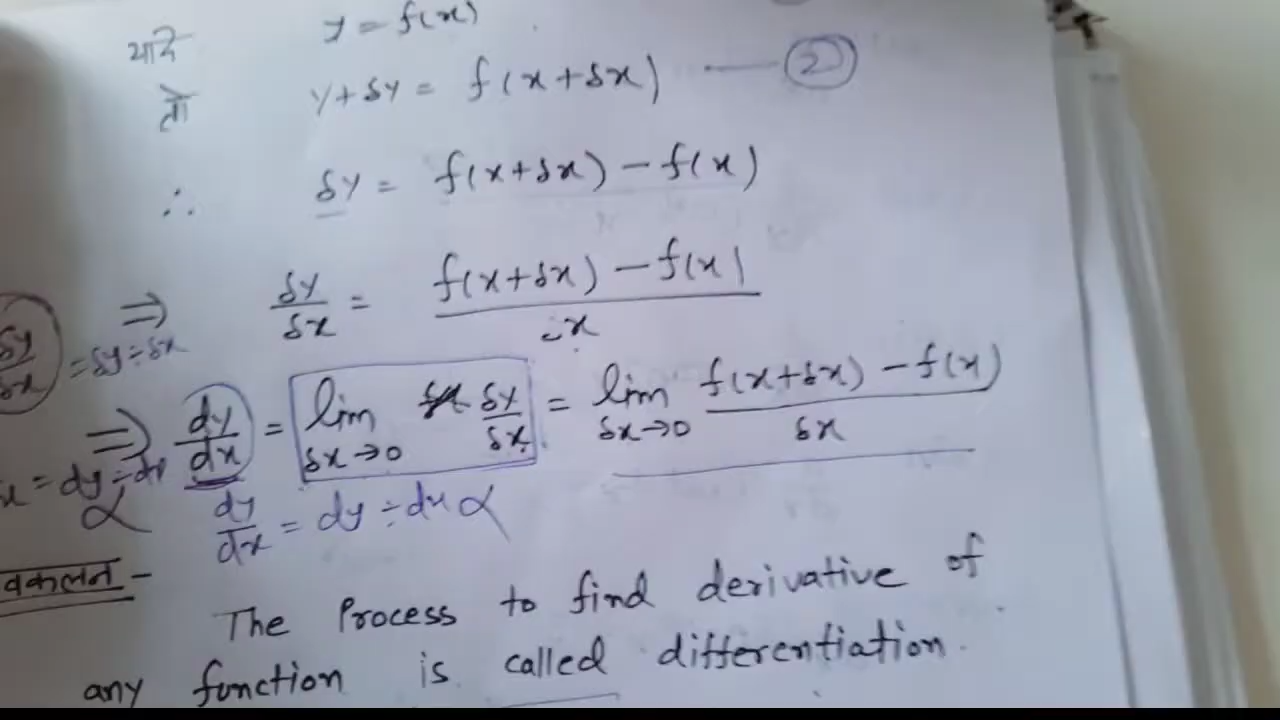 यदि y = f(x)
तो y + δy = f(x + δx) —— ②
∴ δy = f(x+δx) - f(x)
⇒ δy/δx = f(x+δx) - f(x) / δx
δy/δx = δy ÷ δx
⇒ dy/dx = lim δx→0 δy/δx = lim δx→0 f(x+δx) - f(x) / δx
= dy ÷ dx
dy/dx = dy ÷ dx
वकलन -
The Process to find derivative of
any function is called differentiation.